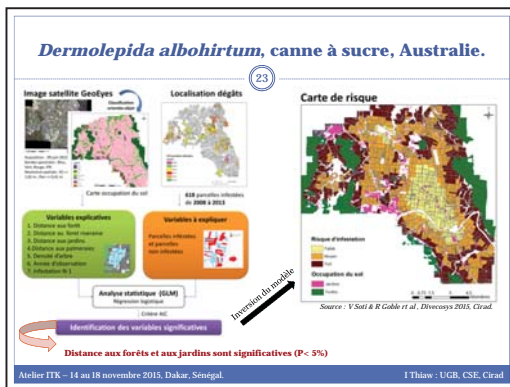 Dermolepida albohirtum, canne à sucre, Australie.
23
Image satellite GeoEyes
Classification
orientée objet
Localisation dégâts
Carte occupation du sol
618 parcelles infestées
de 2008 à 2013
Variables explicatives
1. Distance aux forêt
2. Distance au. foret riveraine
3. Distance aux jardins
4. Distance aux palmeraies
5. Densité d'arbre
6. Année d'observation
7. Infestation N-1
Variables à expliquer
Parcelles infestées
et parcelles
non infestées
Analyse statistique (GLM)
Régression logistique
Critère AIC
Identification des variables significatives
Inversion du modèle
Carte de risque
Risque d'infestation
Faible
Moyen
Fort
Occupation du sol
Jardins
Forêts
Source : V Soti & R Goble et al , Divecosys 2015, Cirad.
Distance aux forêts et aux jardins sont significatives (P< 5%)
Atelier ITK – 14 au 18 novembre 2015, Dakar, Sénégal.
I Thiaw : UGB, CSE, Cirad